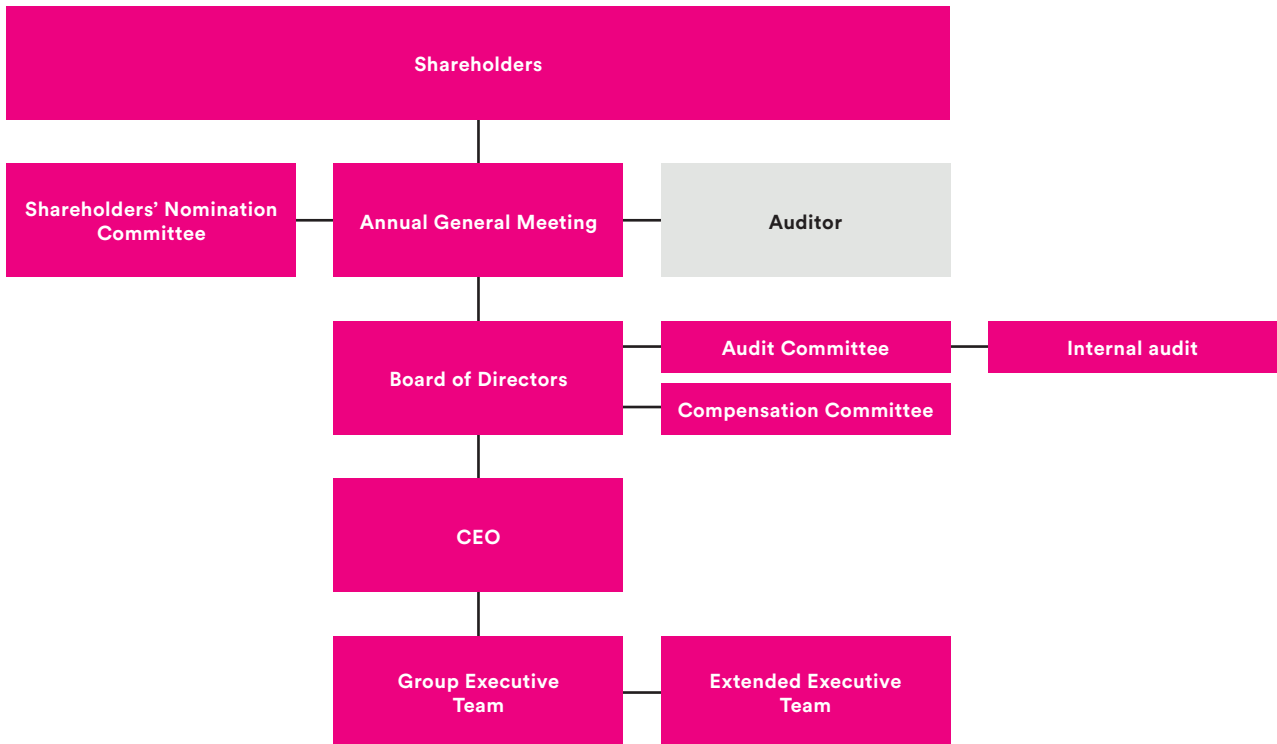 Shareholders
Shareholders’ Nomination
Committee
Annual General Meeting
Auditor
Board of Directors
Audit Committee
Internal audit
Compensation Committee
CEO
Group Executive
Team
Extended Executive
Team